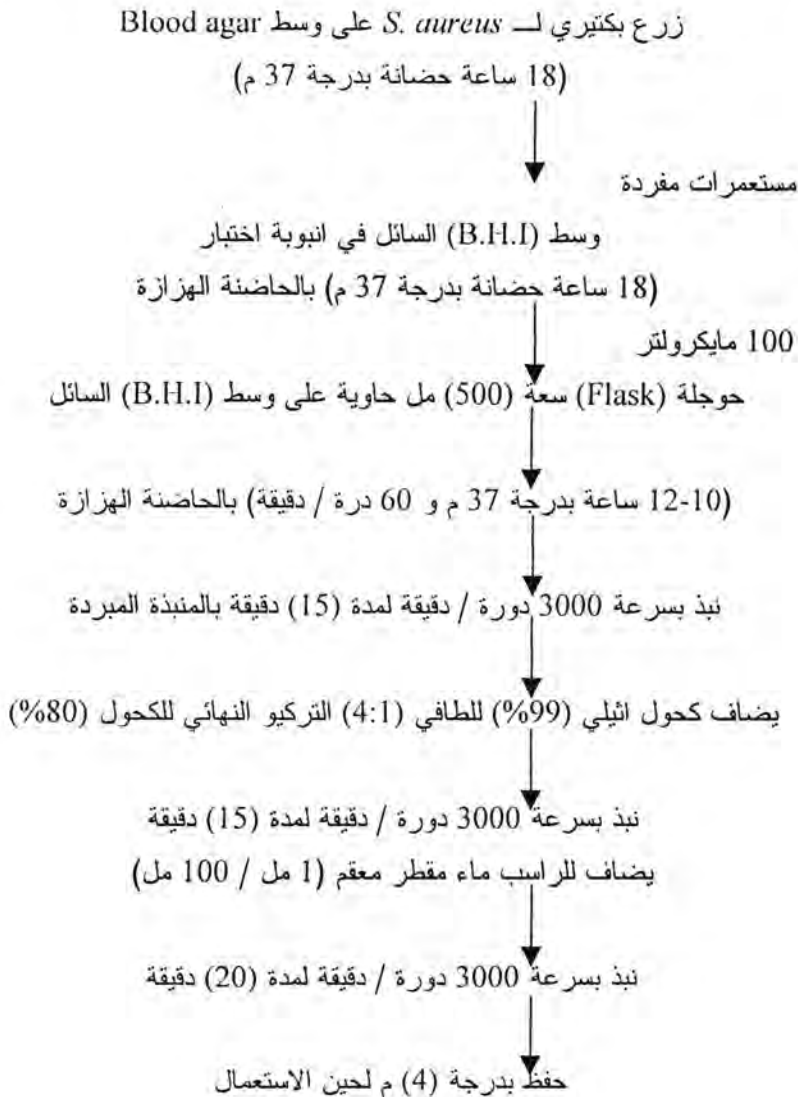 زرع بكتيري لـ S. aureus على وسط Blood agar
(18 ساعة حضانة بدرجة 37 م)
مستعمرات مفردة
وسط (B.H.I) السائل في انبوبة اختبار
(18 ساعة حضانة بدرجة 37 م) بالحاضنة الهزازة
100 مايكرولتر
حوجلة (Flask) سعة (500) مل حاوية على وسط (B.H.I) السائل
(10-12 ساعة بدرجة 37 م و 60 درة / دقيقة) بالحاضنة الهزازة
نبذ بسرعة 3000 دورة / دقيقة لمدة (15) دقيقة بالمنبذة المبردة
يضاف كحول اثيلي (99%) للطافي (4:1) التركيو النهائي للكحول (80%)
نبذ بسرعة 3000 دورة / دقيقة لمدة (15) دقيقة
يضاف للراسب ماء مقطر معقم (1 مل / 100 مل)
نبذ بسرعة 3000 دورة / دقيقة لمدة (20) دقيقة
حفظ بدرجة (4) م لحين الاستعمال